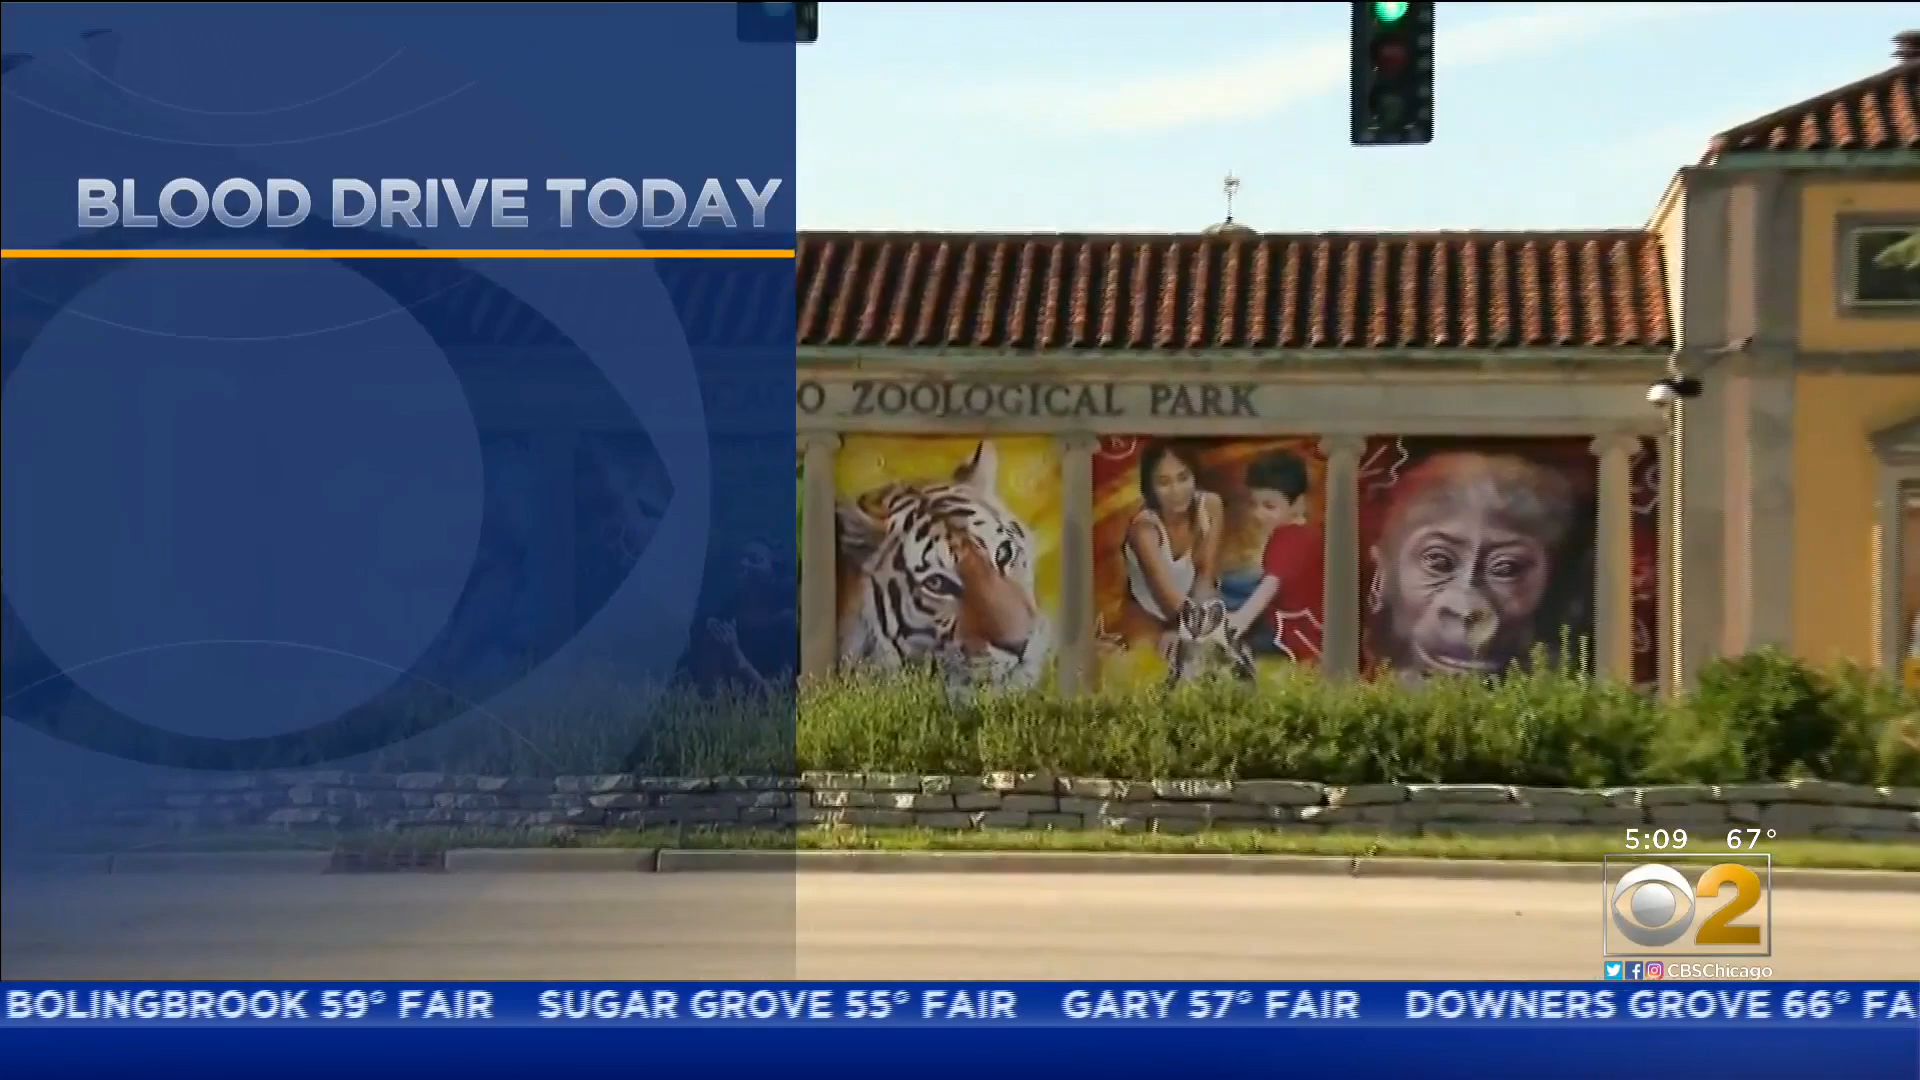 BLOOD DRIVE TODAY
CAGO ZOOLOGICAL PARK
5:09 67°
2
CBSChicago
BOLINGBROOK 59° FAIR SUGAR GROVE 55° FAIR GARY 57° FAIR DOWNERS GROVE 66° FA